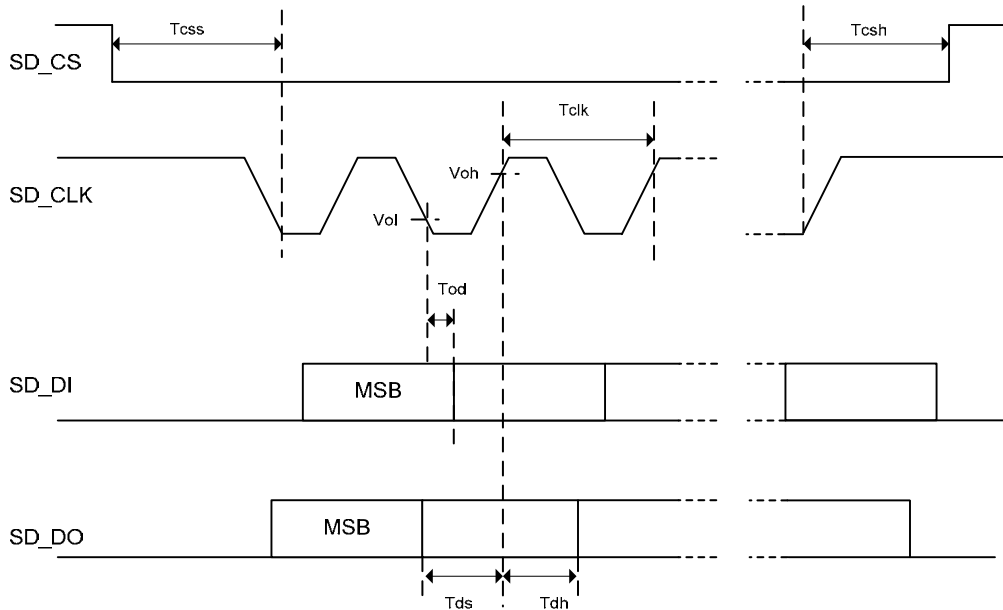 Tcss
Tcsh
SD_CS
Tclk
Voh
SD_CLK
Vol
Tod
SD_DI
MSB
SD_DO
MSB
Tds
Tdh